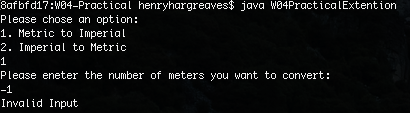 8afbfd17:W04-Practical henryhargreaves$ java W04PracticalExtention
Please chose an option:
1. Metric to Imperial
2. Imperial to Metric
1
Please eneter the number of meters you want to convert:
-1
Invalid Input